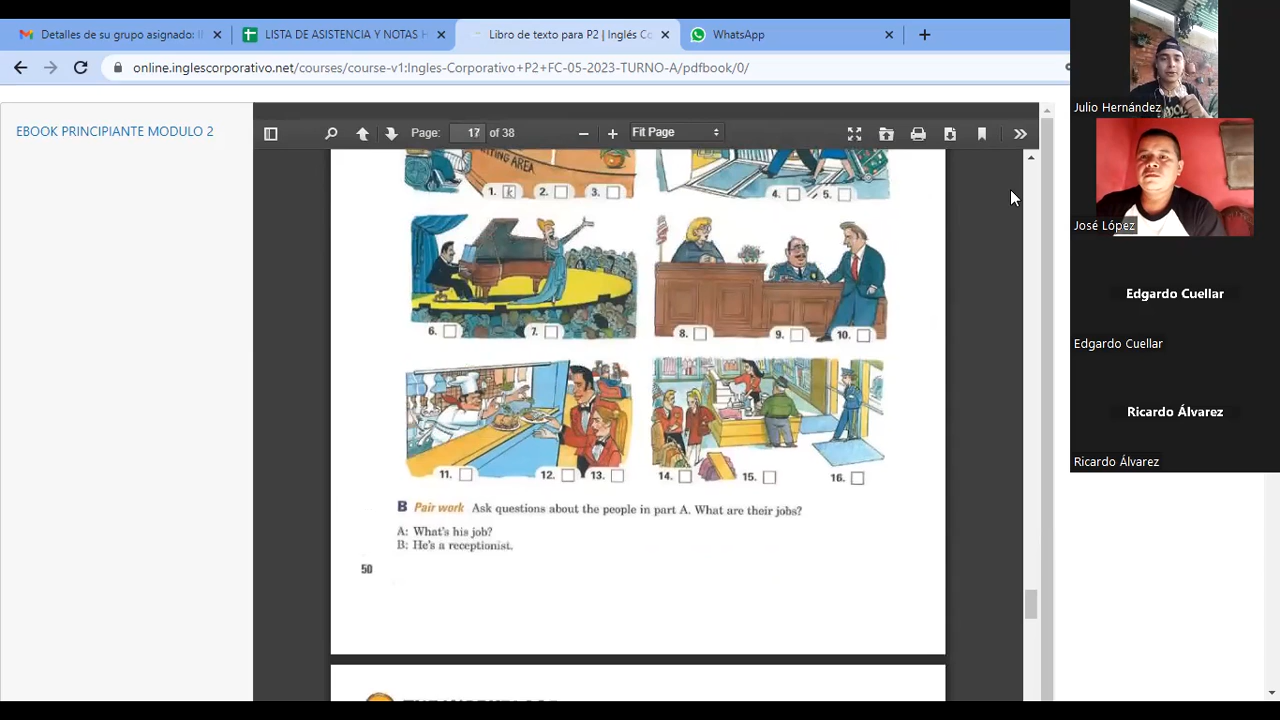 Detalles de su grupo asignado: I
LISTA DE ASISTENCIA Y NOTAS H
Libro de texto para P2 | Inglés Co
WhatsApp
online.inglescorporativo.net/courses/course-v1:Ingles-Corporativo+P2+FC-05-2023-TURNO-A/pdfbook/0/
EBOOK PRINCIPIANTE MODULO 2
Page: 17 of 38
Fit Page
AREA
1. k 2. 3. 4. 5.
6. 7. 8. 9. 10.
11. 12. 13. 14. 15. 16.
B Pair work Ask questions about the people in part A. What are their jobs?
A: What's his job?
B: He's a receptionist.
50
Julio Hernández
José López
Edgardo Cuellar
Edgardo Cuellar
Ricardo Álvarez
Ricardo Álvarez